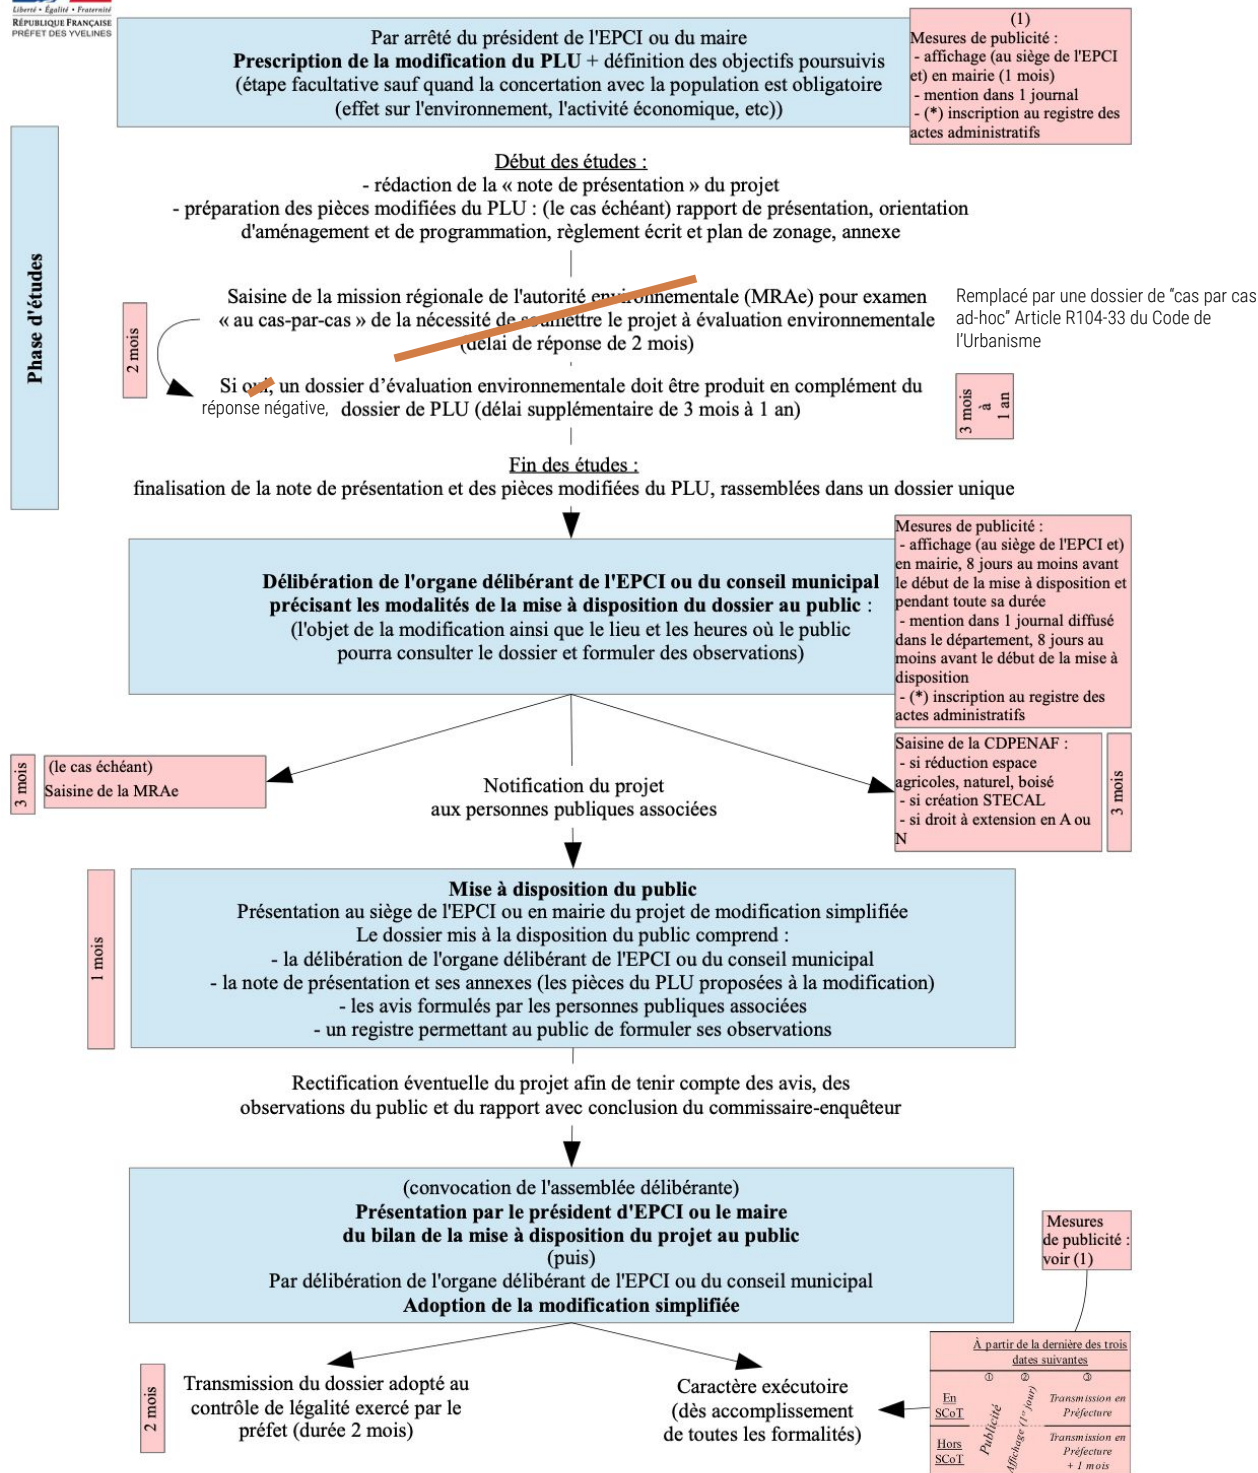 Liberté • Égalité • Fraternité
RÉPUBLIQUE FRANÇAISE
PRÉFET DES YVELINES
Par arrêté du président de l'EPCI ou du maire
Prescription de la modification du PLU + définition des objectifs poursuivis
(étape facultative sauf quand la concertation avec la population est obligatoire
(effet sur l'environnement, l'activité économique, etc))
(1)
Mesures de publicité :
- affichage (au siège de l'EPCI
et) en mairie (1 mois)
- mention dans 1 journal
- (*) inscription au registre des
actes administratifs
Phase d'études
Début des études :
- rédaction de la « note de présentation » du projet
- préparation des pièces modifiées du PLU : (le cas échéant) rapport de présentation, orientation
d'aménagement et de programmation, règlement écrit et plan de zonage, annexe
2 mois
Saisine de la mission régionale de l'autorité environnementale (MRAe) pour examen
« au cas-par-cas » de la nécessité de soumettre le projet à évaluation environnementale
(délai de réponse de 2 mois)
Remplacé par une dossier de "cas par cas
ad-hoc" Article R104-33 du Code de
l'Urbanisme
Si oui, un dossier d'évaluation environnementale doit être produit en complément du
réponse négative, dossier de PLU (délai supplémentaire de 3 mois à 1 an)
3 mois
à
1 an
Fin des études :
finalisation de la note de présentation et des pièces modifiées du PLU, rassemblées dans un dossier unique
Délibération de l'organe délibérant de l'EPCI ou du conseil municipal
précisant les modalités de la mise à disposition du dossier au public :
(l'objet de la modification ainsi que le lieu et les heures où le public
pourra consulter le dossier et formuler des observations)
Mesures de publicité :
- affichage (au siège de l'EPCI et)
en mairie, 8 jours au moins avant
le début de la mise à disposition et
pendant toute sa durée
- mention dans 1 journal diffusé
dans le département, 8 jours au
moins avant le début de la mise à
disposition
- (*) inscription au registre des
actes administratifs
3 mois
(le cas échéant)
Saisine de la MRAe
Notification du projet
aux personnes publiques associées
Saisine de la CDPENAF :
- si réduction espace
agricoles, naturel, boisé
- si création STECAL
- si droit à extension en A ou
N
3 mois
1 mois
Mise à disposition du public
Présentation au siège de l'EPCI ou en mairie du projet de modification simplifiée
Le dossier mis à la disposition du public comprend :
- la délibération de l'organe délibérant de l'EPCI ou du conseil municipal
- la note de présentation et ses annexes (les pièces du PLU proposées à la modification)
- les avis formulés par les personnes publiques associées
- un registre permettant au public de formuler ses observations
Rectification éventuelle du projet afin de tenir compte des avis, des
observations du public et du rapport avec conclusion du commissaire-enquêteur
(convocation de l'assemblée délibérante)
Présentation par le président d'EPCI ou le maire
du bilan de la mise à disposition du projet au public
(puis)
Par délibération de l'organe délibérant de l'EPCI ou du conseil municipal
Adoption de la modification simplifiée
Mesures
de publicité :
voir (1)
2 mois
Transmission du dossier adopté au
contrôle de légalité exercé par le
préfet (durée 2 mois)
Caractère exécutoire
(dès accomplissement
de toutes les formalités)
À partir de la dernière des trois
dates suivantes
① ② ③
En
SCoT
Publicité
Affichage (1er jour)
Transmission en
Préfecture
Hors
SCoT
Transmission en
Préfecture
+ 1 mois